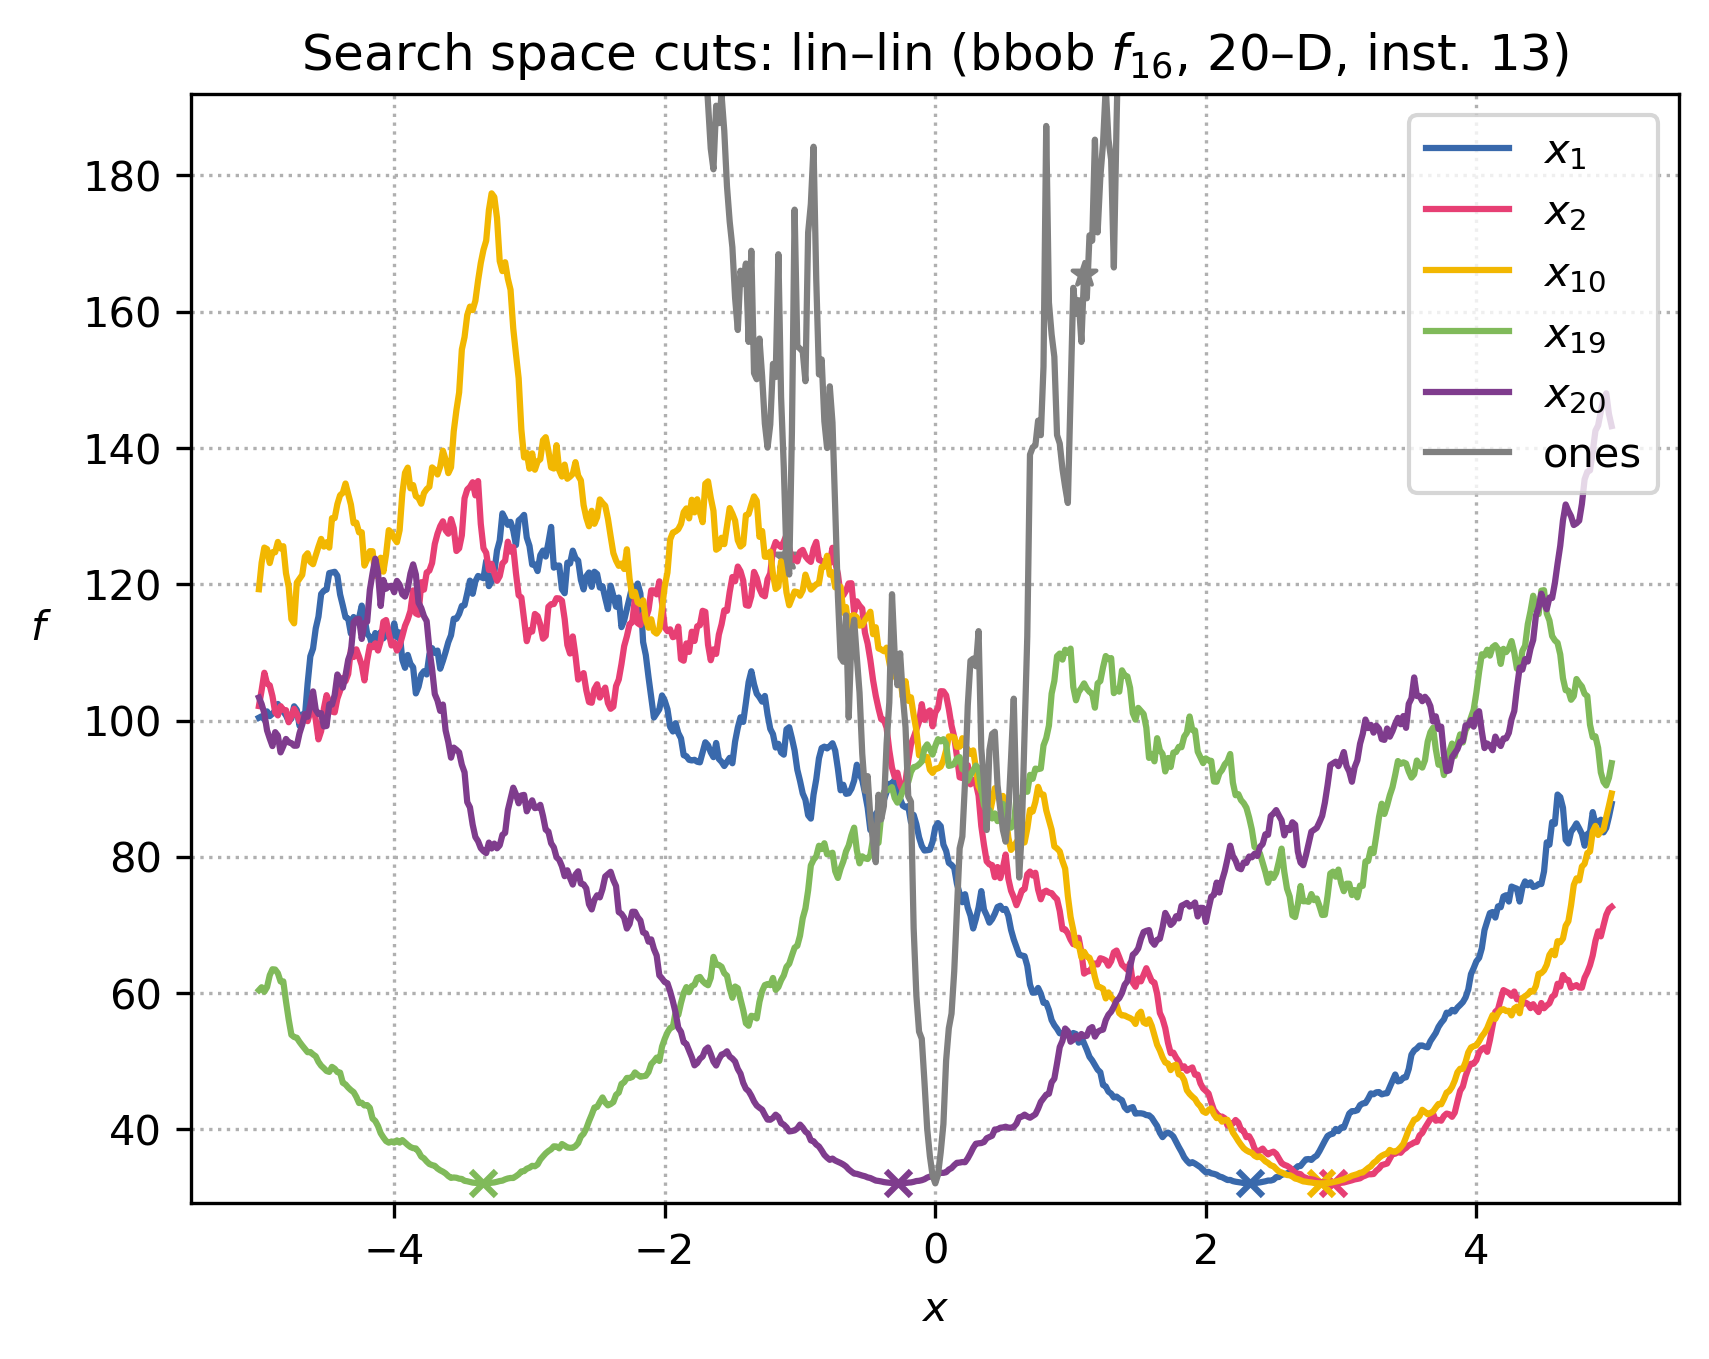 Search space cuts: lin–lin (bbob f16, 20–D, inst. 13)
180
160
140
120
100
80
60
40
f
−4 −2 0 2 4
x
x1
x2
x10
x19
x20
ones